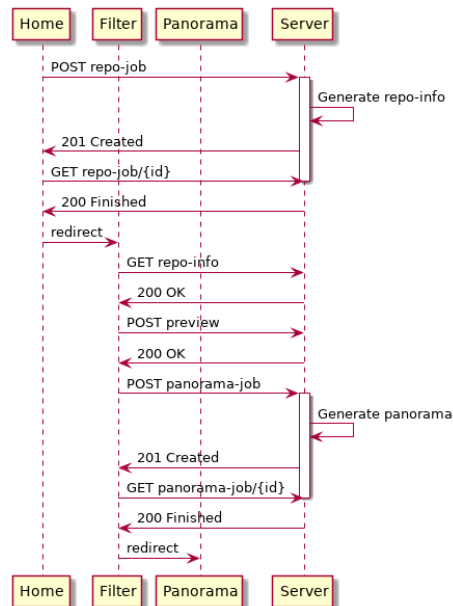 Home Filter Panorama Server
POST repo-job
Generate repo-info
201 Created
GET repo-job/{id}
200 Finished
redirect
GET repo-info
200 OK
POST preview
200 OK
POST panorama-job
Generate panorama
201 Created
GET panorama-job/{id}
200 Finished
redirect
Home Filter Panorama Server